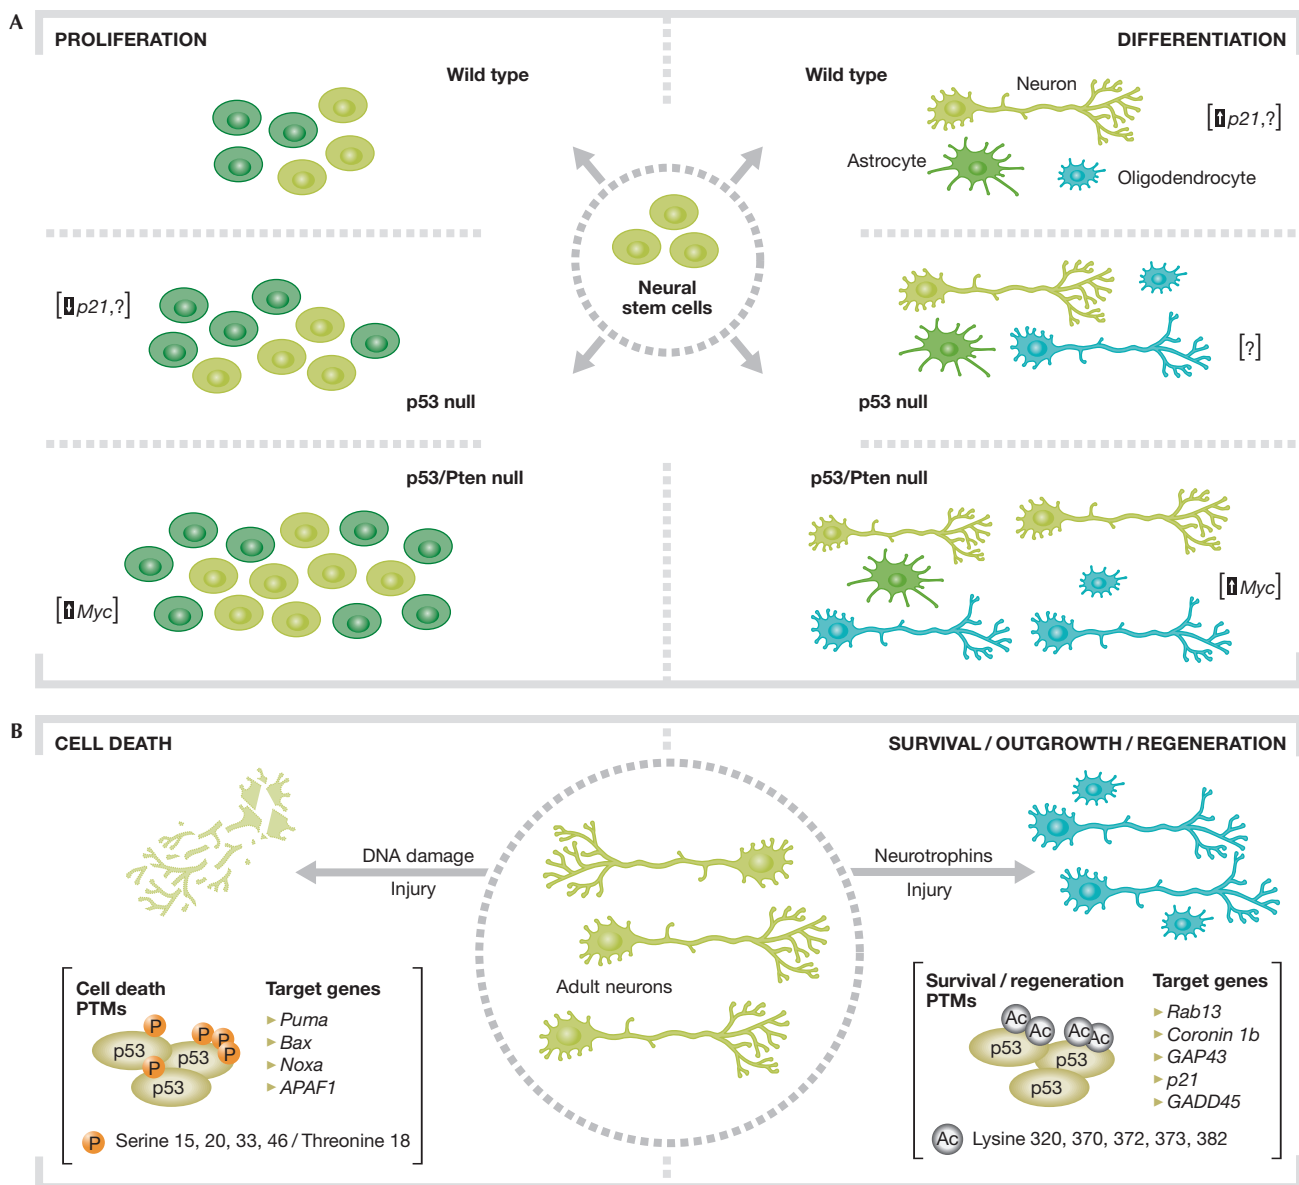 A
PROLIFERATION
DIFFERENTIATION
Wild type
Wild type
Neuron
[⬆p21,?]
Astrocyte
Oligodendrocyte
Neural
stem cells
[⬇p21,?]
p53 null
p53 null
[?]
p53/Pten null
p53/Pten null
[⬆Myc]
[⬆Myc]
B
CELL DEATH
SURVIVAL / OUTGROWTH / REGENERATION
DNA damage
Injury
Neurotrophins
Injury
Adult neurons
Cell death
PTMs
P
P
P
P
P
p53
p53
p53
Target genes
► Puma
► Bax
► Noxa
► APAF1
P Serine 15, 20, 33, 46 / Threonine 18
Survival / regeneration
PTMs
Ac
Ac
Ac
Ac
p53
p53
p53
Target genes
► Rab13
► Coronin 1b
► GAP43
► p21
► GADD45
Ac Lysine 320, 370, 372, 373, 382